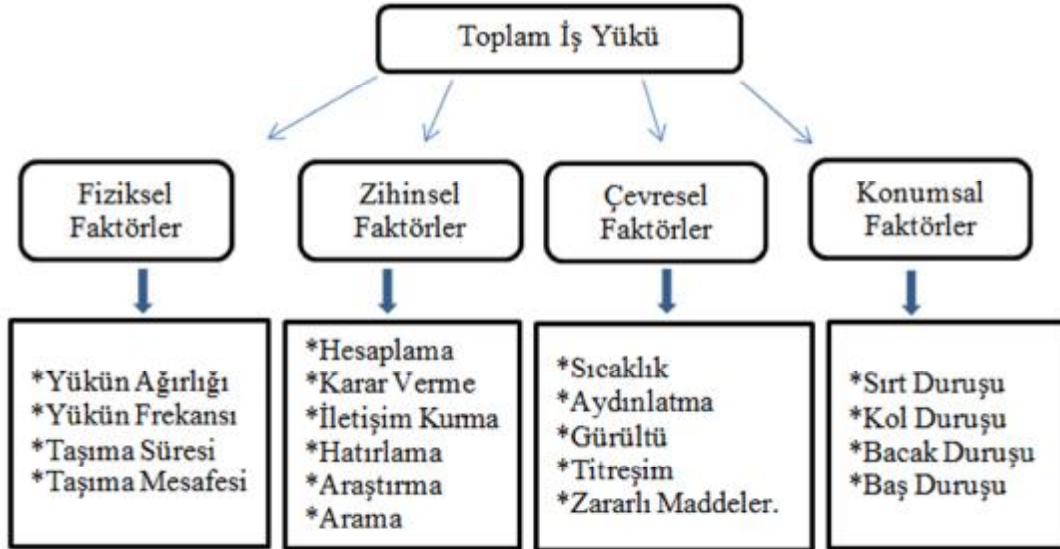 Toplam İş Yükü
Fiziksel
Faktörler
Zihinsel
Faktörler
Çevresel
Faktörler
Konumsal
Faktörler
*Yükün Ağırlığı
*Yükün Frekansı
*Taşıma Süresi
*Taşıma Mesafesi
*Hesaplama
*Karar Verme
*İletişim Kurma
*Hatırlama
*Araştırma
*Arama
*Sıcaklık
*Aydınlatma
*Gürültü
*Titreşim
*Zararlı Maddeler.
*Sırt Duruşu
*Kol Duruşu
*Bacak Duruşu
*Baş Duruşu